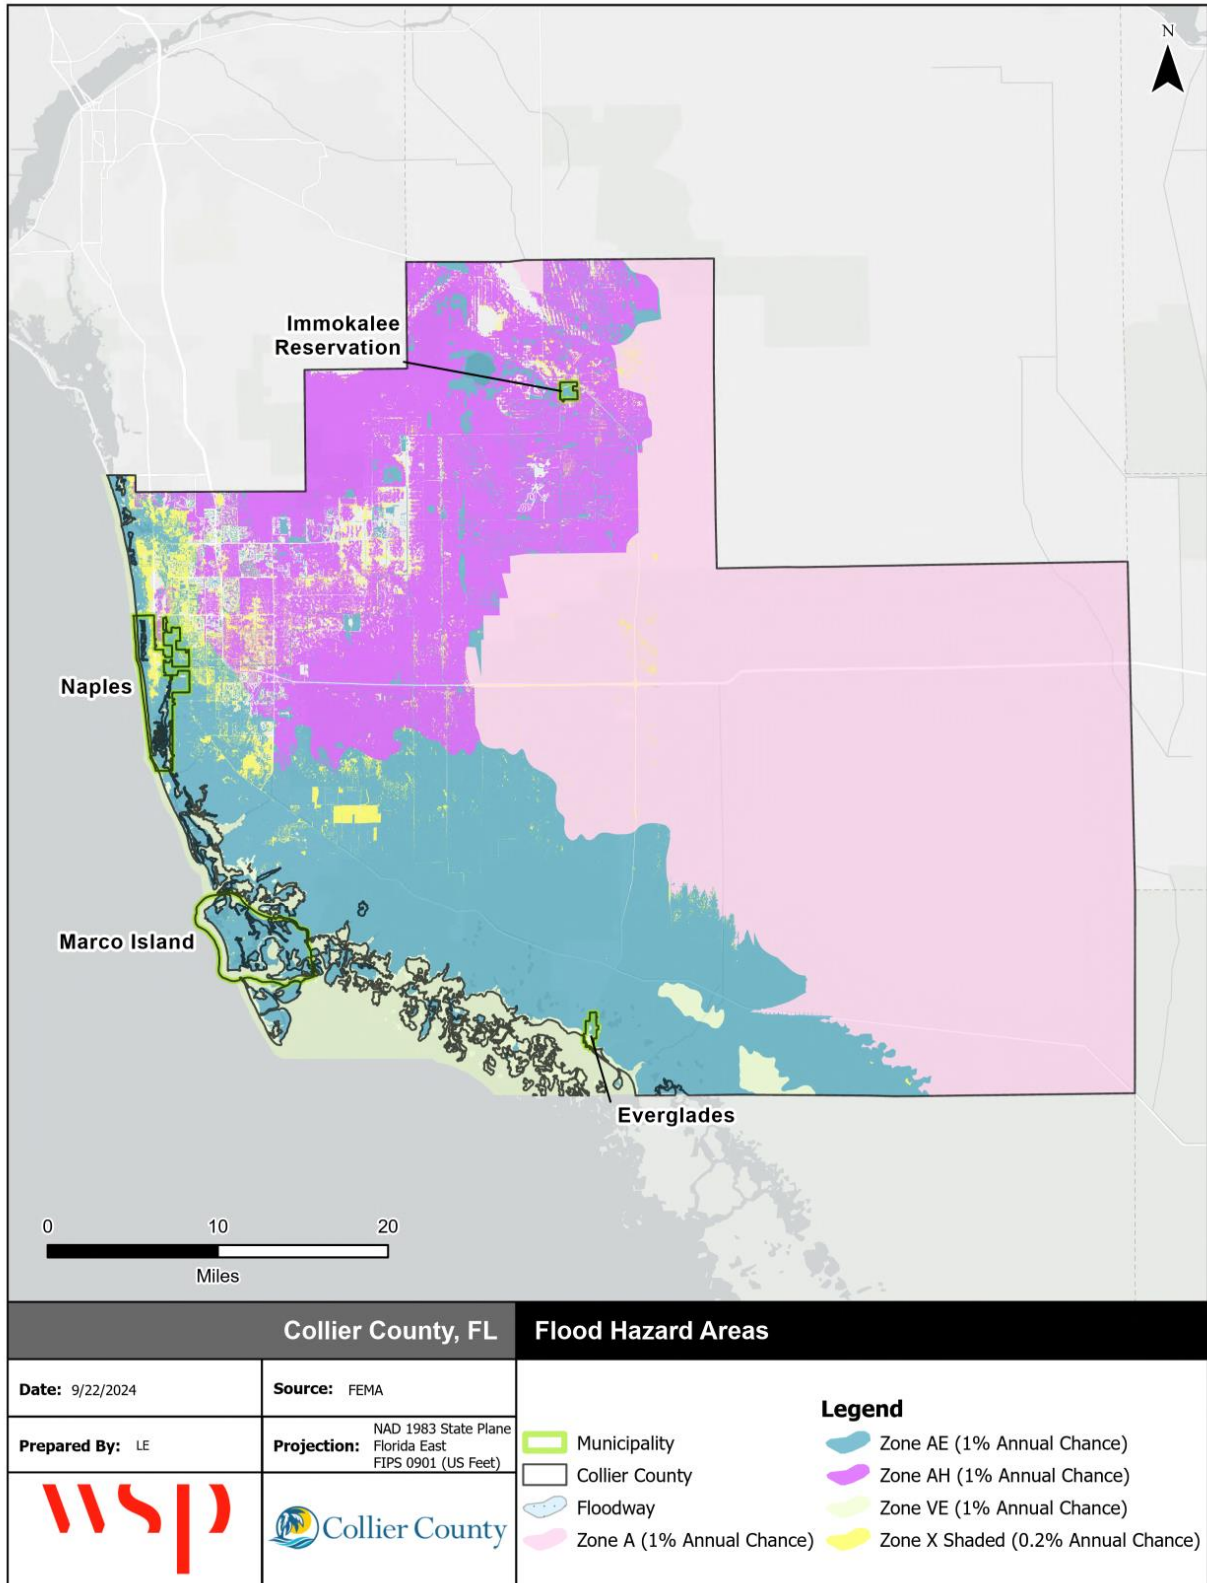 N
Immokalee
Reservation
Naples
Marco Island
Everglades
0 10 20
Miles
Collier County, FL
Flood Hazard Areas
Date: 9/22/2024
Source: FEMA
Prepared By: LE
Projection: NAD 1983 State Plane
Florida East
FIPS 0901 (US Feet)
wsp
Collier County
Legend
Municipality
Collier County
Floodway
Zone A (1% Annual Chance)
Zone AE (1% Annual Chance)
Zone AH (1% Annual Chance)
Zone VE (1% Annual Chance)
Zone X Shaded (0.2% Annual Chance)